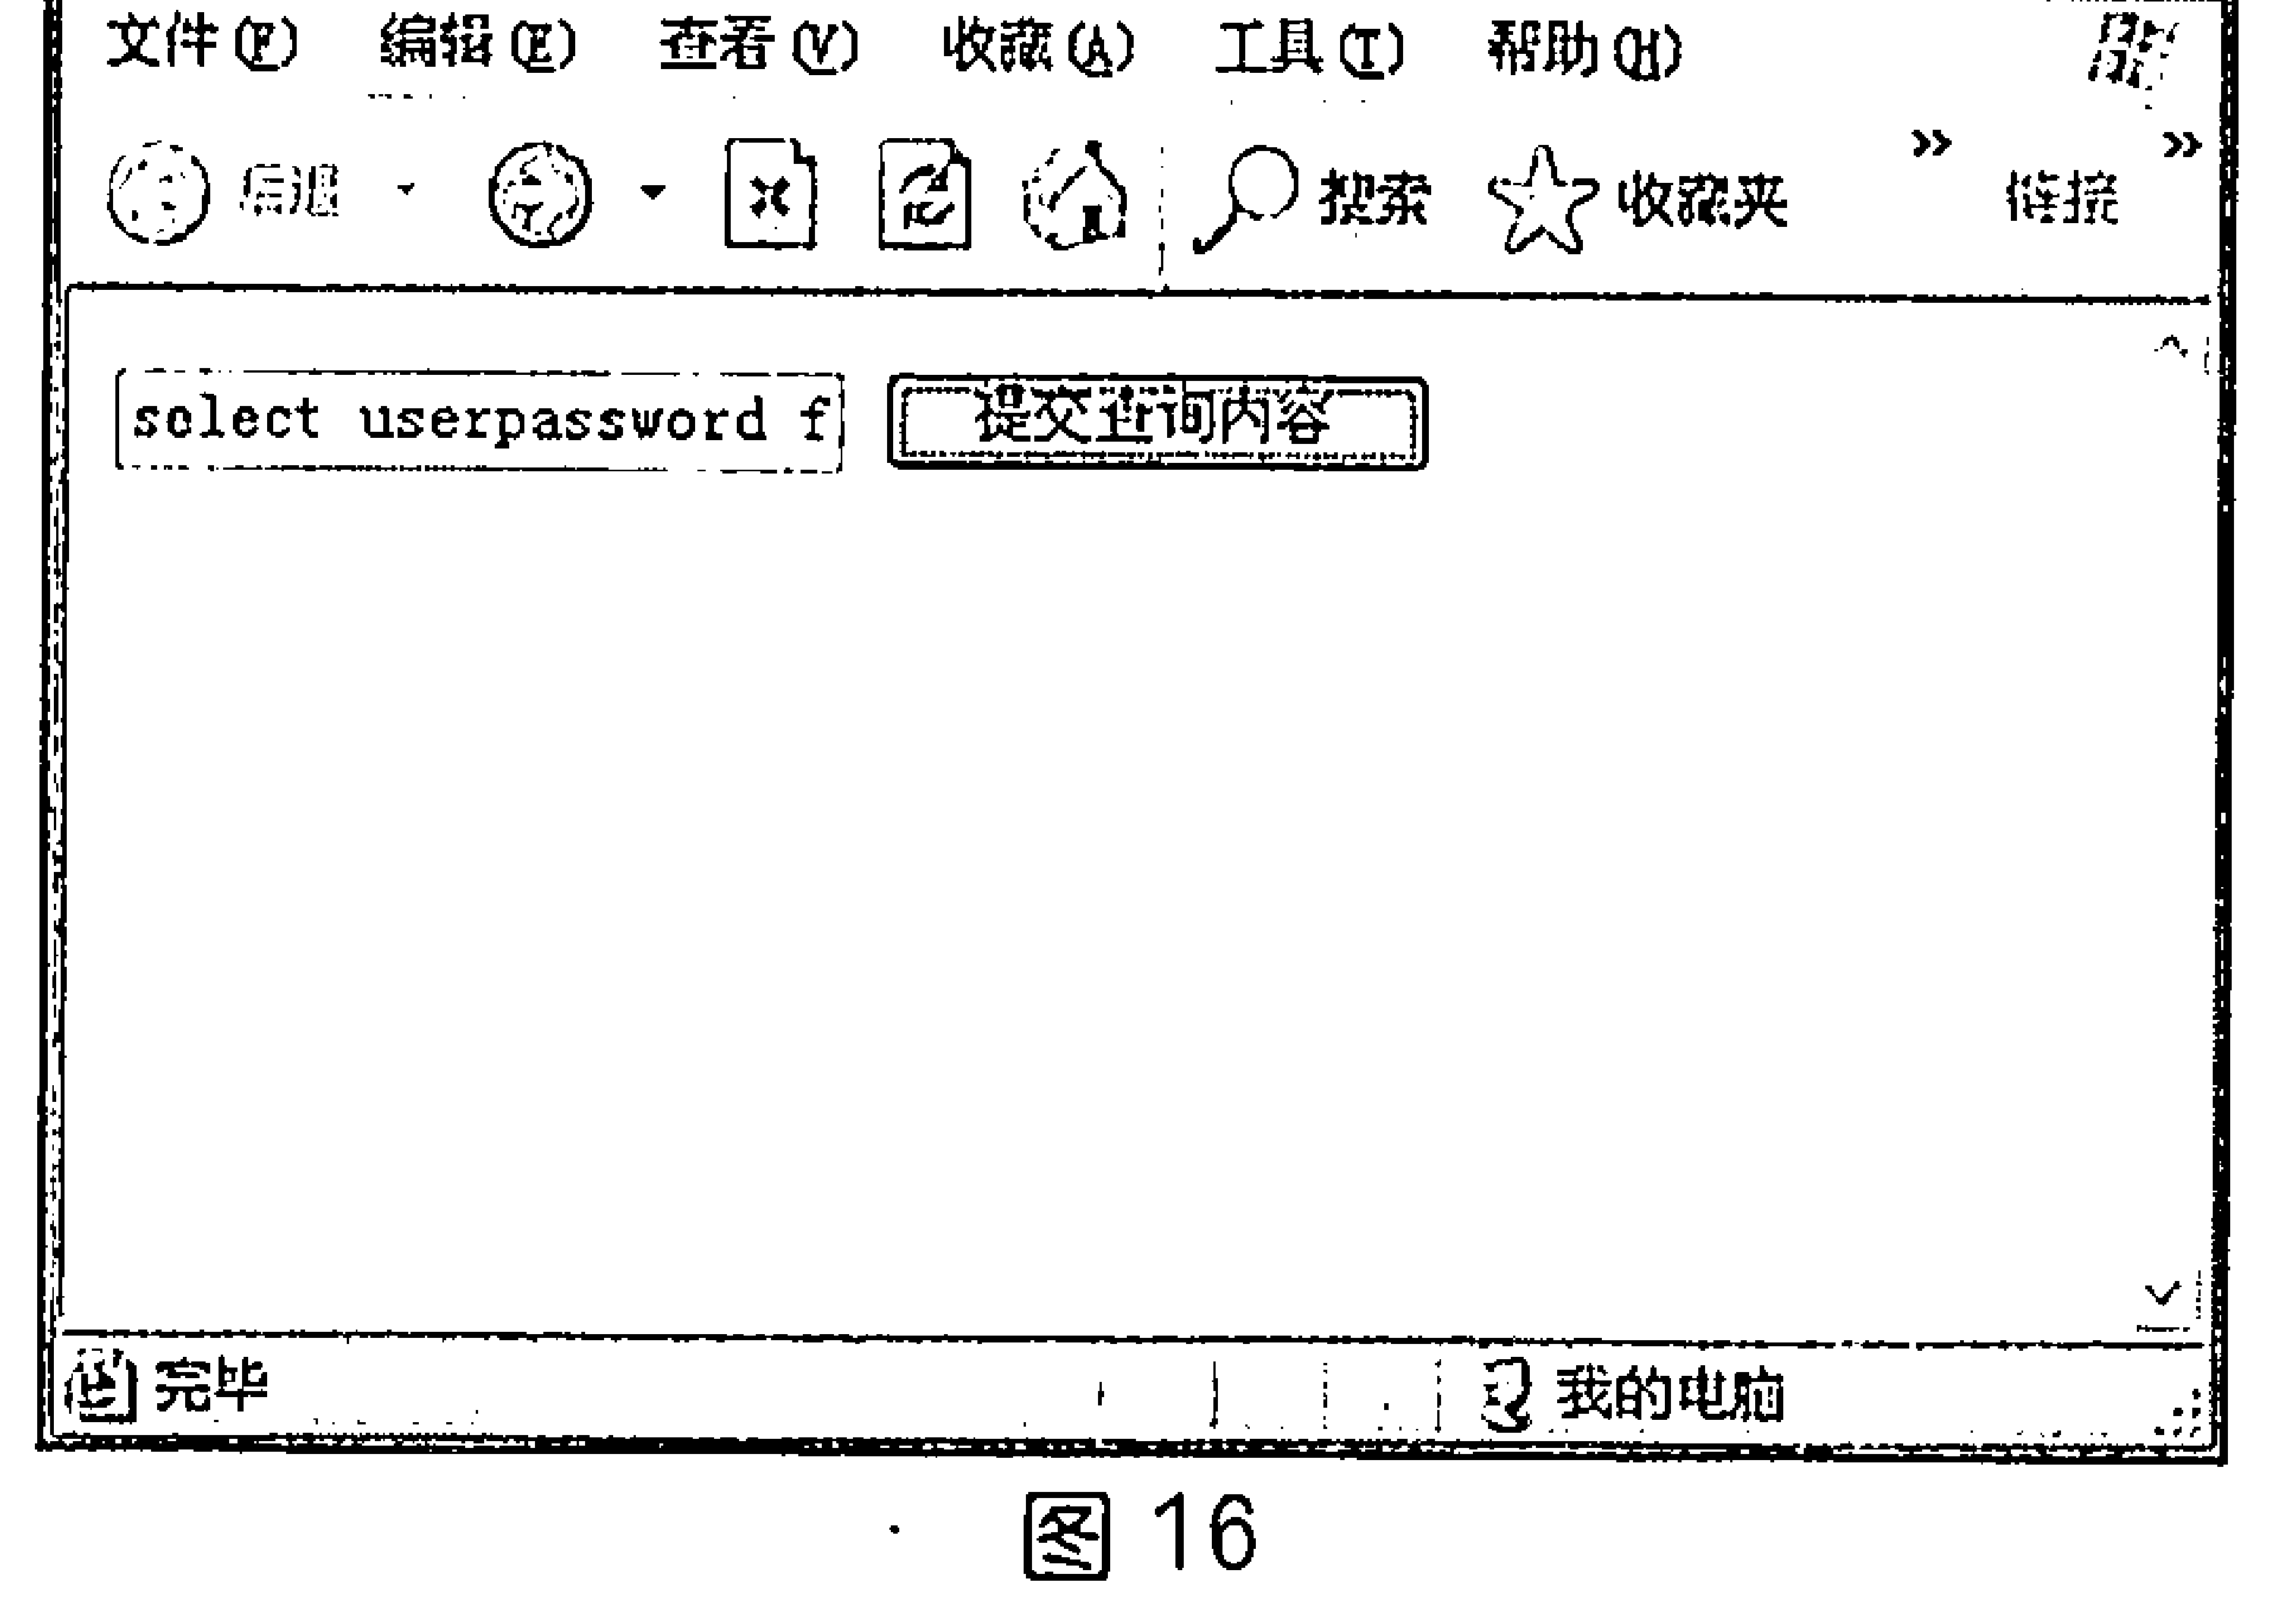 文件(F) 编辑(E) 查看(V) 收藏(A) 工具(T) 帮助(H)
后退 搜索 收藏夹 » 链接 »
select userpassword f 提交查询内容
完毕 我的电脑
图 16